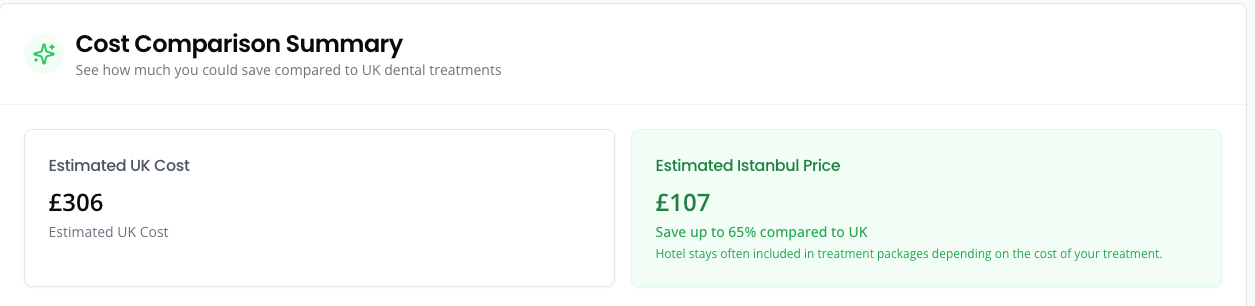 Cost Comparison Summary
See how much you could save compared to UK dental treatments
Estimated UK Cost
£306
Estimated UK Cost
Estimated Istanbul Price
£107
Save up to 65% compared to UK
Hotel stays often included in treatment packages depending on the cost of your treatment.